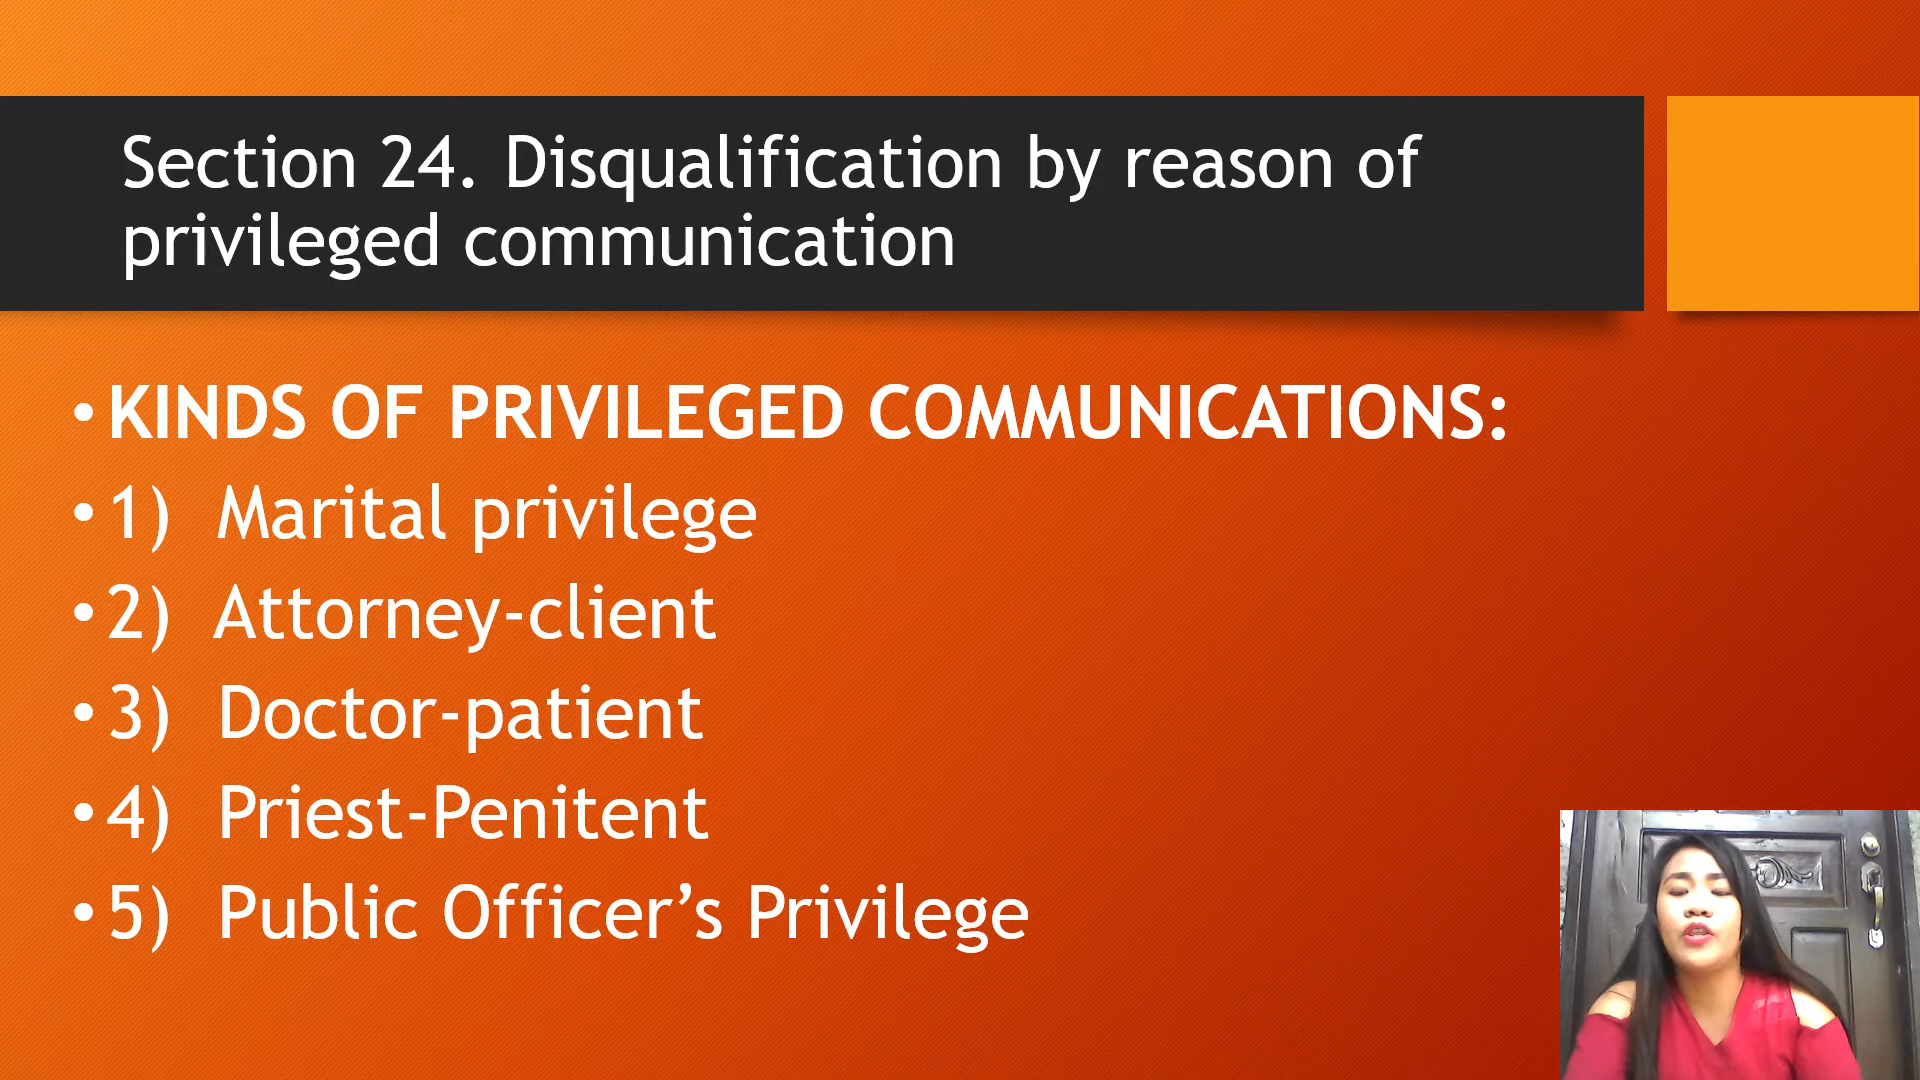 Section 24. Disqualification by reason of
privileged communication
• KINDS OF PRIVILEGED COMMUNICATIONS:
• 1) Marital privilege
• 2) Attorney-client
• 3) Doctor-patient
• 4) Priest-Penitent
• 5) Public Officer’s Privilege